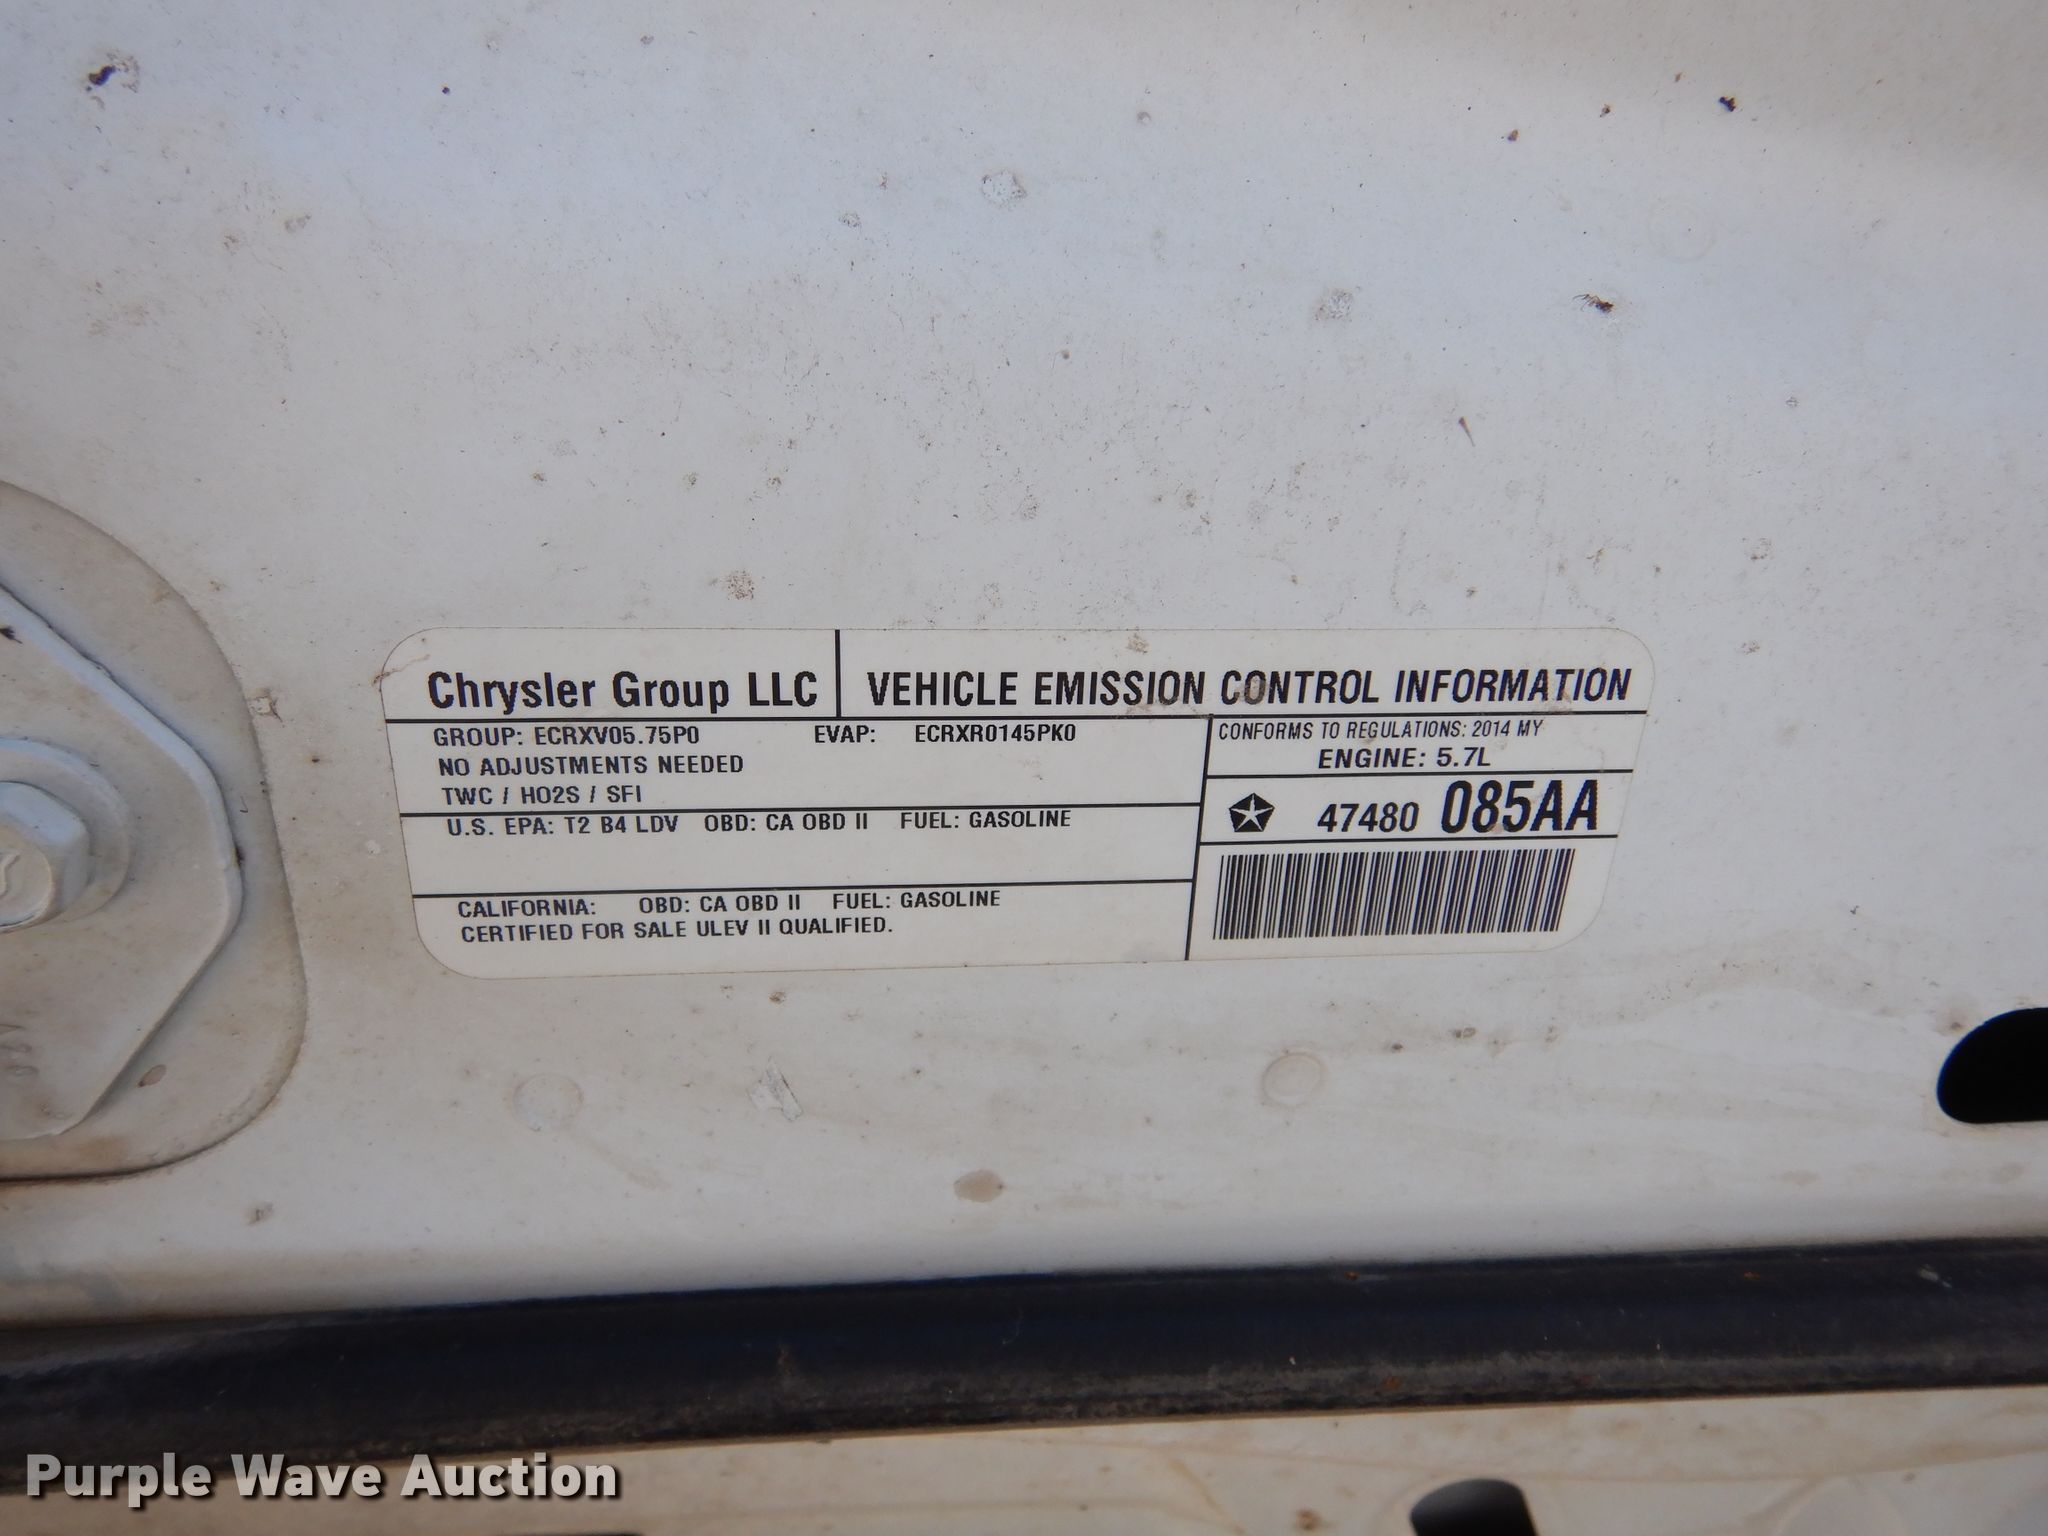 Chrysler Group LLC VEHICLE EMISSION CONTROL INFORMATION
GROUP: ECRXV05.75P0 EVAP: ECRXR0145PK0
NO ADJUSTMENTS NEEDED
TWC / HO2S / SFI
U.S. EPA: T2 B4 LDV OBD: CA OBD II FUEL: GASOLINE
CALIFORNIA: OBD: CA OBD II FUEL: GASOLINE
CERTIFIED FOR SALE ULEV II QUALIFIED.
CONFORMS TO REGULATIONS: 2014 MY
ENGINE: 5.7L
47480 085AA
Purple Wave Auction